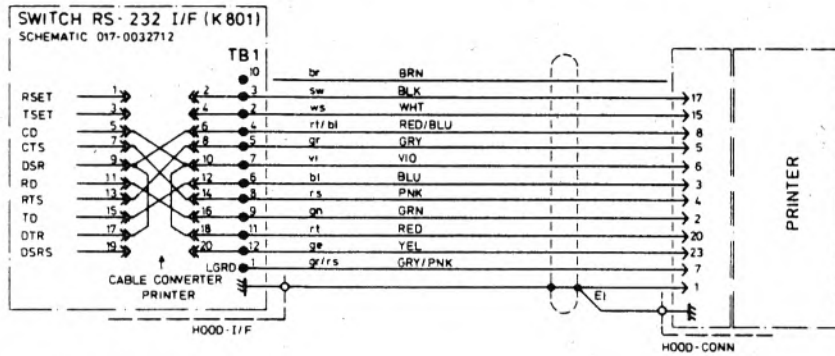 SWITCH RS-232 I/F (K801)
SCHEMATIC 017-0032712
TB1
10 br BRN
RSET 1 2 3 sw BLK 17
TSET 3 4 2 ws WHT 15
CD 5 6 4 rt/bl RED/BLU 8
CTS 7 8 5 gr GRY 5
DSR 9 10 7 vi VIO 6
RD 11 12 6 bl BLU 3
RTS 13 14 8 rs PNK 4
TD 15 16 9 gn GRN 2
DTR 17 18 11 rt RED 20
DSRS 19 20 12 ge YEL 23
LGRD 1 gr/rs GRY/PNK 7
CABLE CONVERTER
PRINTER
1
E1
HOOD-I/F
HOOD-CONN
PRINTER